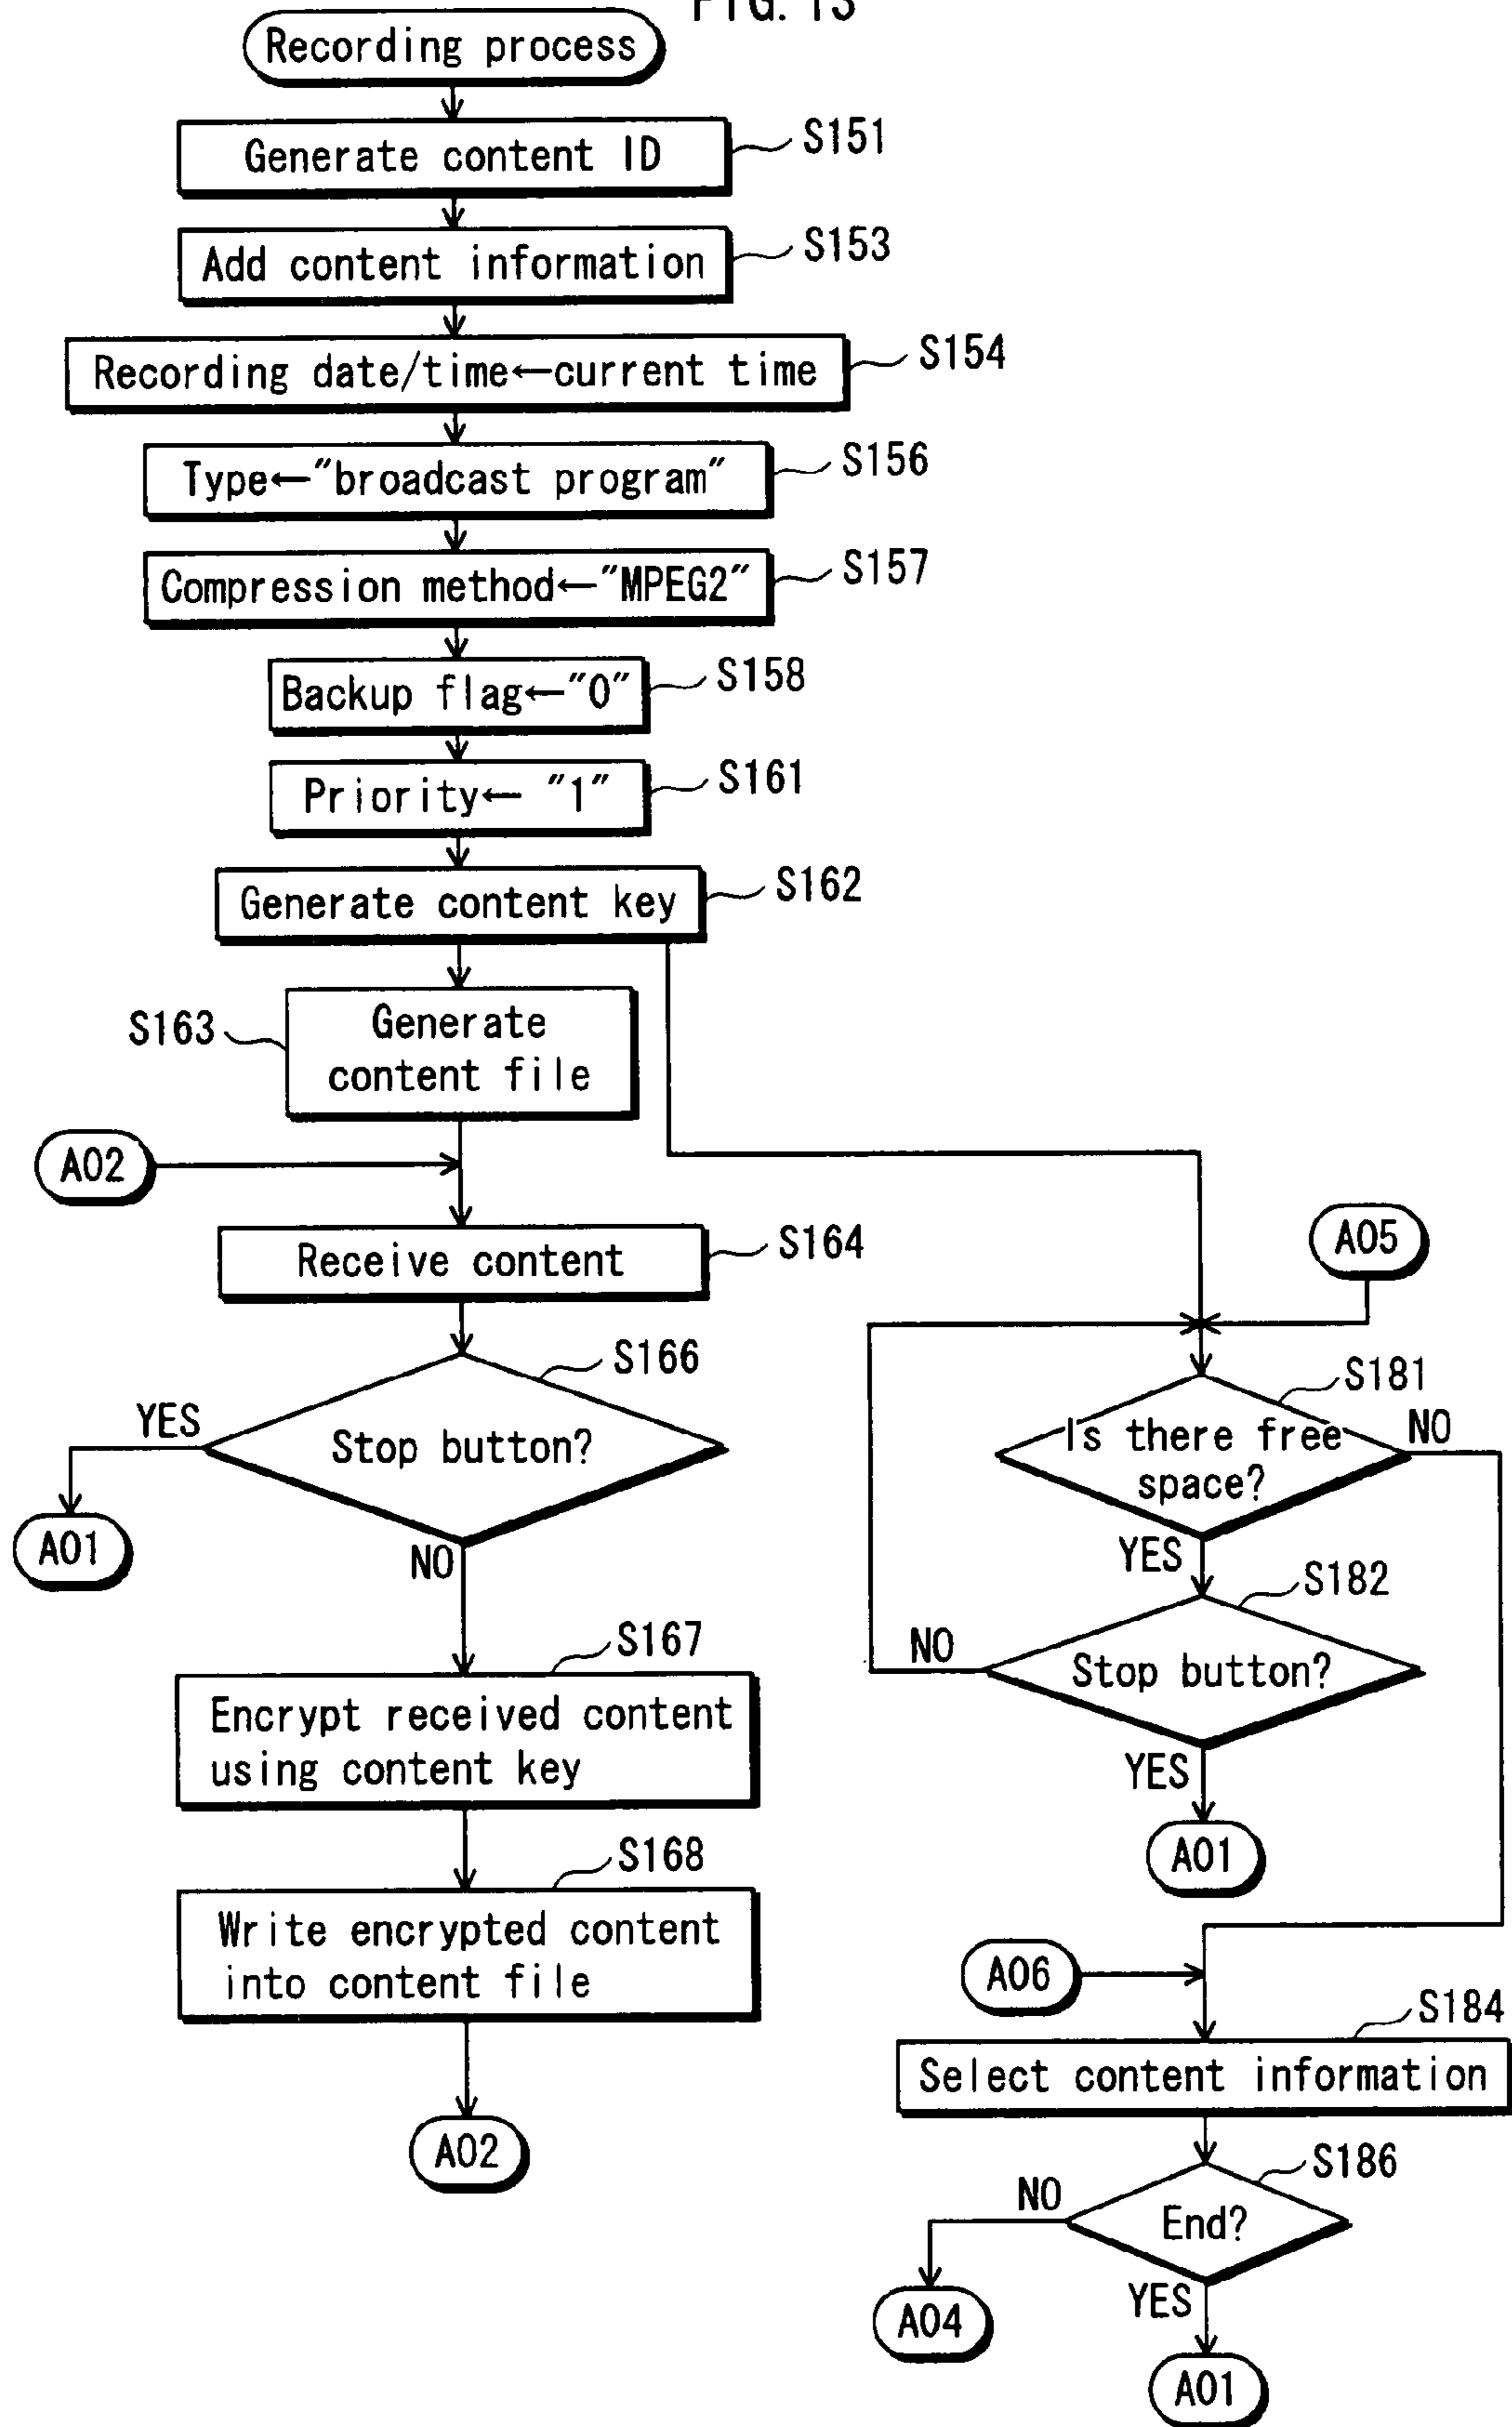 FIG. 13
Recording process
Generate content ID
S151
Add content information
S153
Recording date/time←current time
S154
Type←"broadcast program"
S156
Compression method←"MPEG2"
S157
Backup flag←"0"
S158
Priority← "1"
S161
Generate content key
S162
S163
Generate
content file
A02
Receive content
S164
S166
Stop button?
YES
A01
NO
S167
Encrypt received content
using content key
S168
Write encrypted content
into content file
A02
A05
S181
Is there free
space?
NO
YES
S182
Stop button?
NO
YES
A01
A06
S184
Select content information
S186
End?
NO
A04
YES
A01